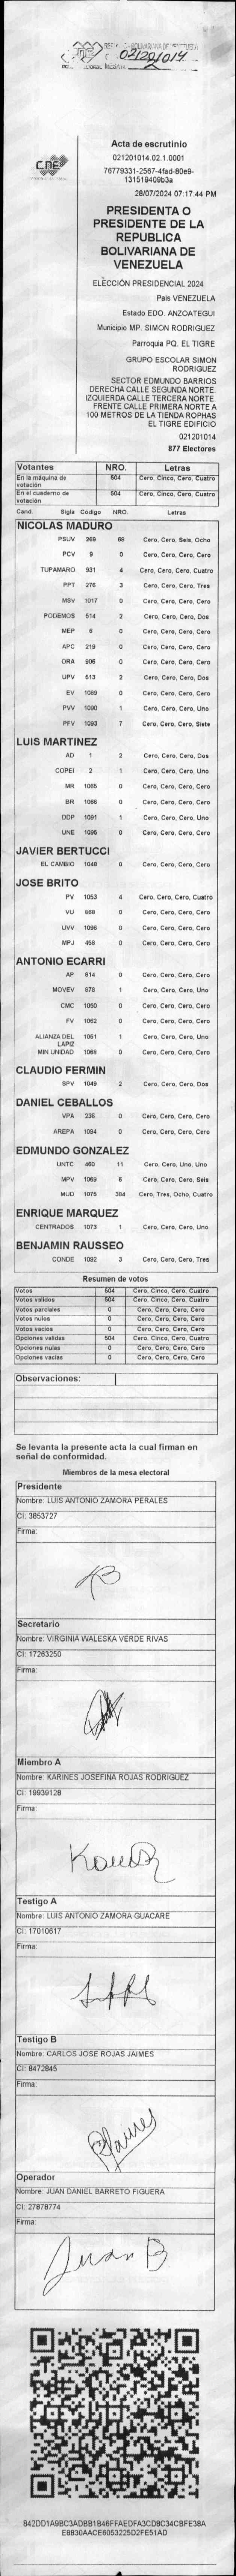 02/20/014
CNE
Acta de escrutinio
021201014.02.1.0001
76779331-2567-4fad-80e9-
131519409b3a
28/07/2024 07:17:44 PM
PRESIDENTA O
PRESIDENTE DE LA
REPUBLICA
BOLIVARIANA DE
VENEZUELA
ELECCIÓN PRESIDENCIAL 2024
País VENEZUELA
Estado EDO. ANZOATEGUI
Municipio MP. SIMON RODRIGUEZ
Parroquia PQ. EL TIGRE
GRUPO ESCOLAR SIMON
RODRIGUEZ
SECTOR EDMUNDO BARRIOS
DERECHA CALLE SEGUNDA NORTE.
IZQUIERDA CALLE TERCERA NORTE.
FRENTE CALLE PRIMERA NORTE A
100 METROS DE LA TIENDA ROPHAS
EL TIGRE EDIFICIO
021201014
877 Electores
Votantes NRO. Letras
En la máquina de votación 504 Cero, Cinco, Cero, Cuatro
En el cuaderno de votación 504 Cero, Cinco, Cero, Cuatro
Cand. Sigla Código NRO. Letras
NICOLAS MADURO
PSUV 269 68 Cero, Cero, Seis, Ocho
PCV 9 0 Cero, Cero, Cero, Cero
TUPAMARO 931 4 Cero, Cero, Cero, Cuatro
PPT 276 3 Cero, Cero, Cero, Tres
MSV 1017 0 Cero, Cero, Cero, Cero
PODEMOS 514 2 Cero, Cero, Cero, Dos
MEP 6 0 Cero, Cero, Cero, Cero
APC 219 0 Cero, Cero, Cero, Cero
ORA 906 0 Cero, Cero, Cero, Cero
UPV 613 2 Cero, Cero, Cero, Dos
EV 1089 0 Cero, Cero, Cero, Cero
PVV 1090 1 Cero, Cero, Cero, Uno
PFV 1093 7 Cero, Cero, Cero, Siete
LUIS MARTINEZ
AD 1 2 Cero, Cero, Cero, Dos
COPEI 2 1 Cero, Cero, Cero, Uno
MR 1065 0 Cero, Cero, Cero, Cero
BR 1066 0 Cero, Cero, Cero, Cero
DDP 1091 1 Cero, Cero, Cero, Uno
UNE 1095 0 Cero, Cero, Cero, Cero
JAVIER BERTUCCI
EL CAMBIO 1048 0 Cero, Cero, Cero, Cero
JOSE BRITO
PV 1053 4 Cero, Cero, Cero, Cuatro
VU 968 0 Cero, Cero, Cero, Cero
UVV 1096 0 Cero, Cero, Cero, Cero
MPJ 458 0 Cero, Cero, Cero, Cero
ANTONIO ECARRI
AP 614 0 Cero, Cero, Cero, Cero
MOVEV 879 1 Cero, Cero, Cero, Uno
CMC 1050 0 Cero, Cero, Cero, Cero
FV 1062 0 Cero, Cero, Cero, Cero
ALIANZA DEL LAPIZ 1051 1 Cero, Cero, Cero, Uno
MIN UNIDAD 1068 0 Cero, Cero, Cero, Cero
CLAUDIO FERMIN
SPV 1049 2 Cero, Cero, Cero, Dos
DANIEL CEBALLOS
VPA 236 0 Cero, Cero, Cero, Cero
AREPA 1094 0 Cero, Cero, Cero, Cero
EDMUNDO GONZALEZ
UNTC 460 11 Cero, Cero, Uno, Uno
MPV 1069 6 Cero, Cero, Cero, Seis
MUD 1076 384 Cero, Tres, Ocho, Cuatro
ENRIQUE MARQUEZ
CENTRADOS 1073 1 Cero, Cero, Cero, Uno
BENJAMIN RAUSSEO
CONDE 1092 3 Cero, Cero, Cero, Tres
Resumen de votos
Votos 504 Cero, Cinco, Cero, Cuatro
Votos validos 504 Cero, Cinco, Cero, Cuatro
Votos parciales 0 Cero, Cero, Cero, Cero
Votos nulos 0 Cero, Cero, Cero, Cero
Votos vacios 0 Cero, Cero, Cero, Cero
Opciones validas 504 Cero, Cinco, Cero, Cuatro
Opciones nulas 0 Cero, Cero, Cero, Cero
Opciones vacias 0 Cero, Cero, Cero, Cero
Observaciones:
Se levanta la presente acta la cual firman en
señal de conformidad.
Miembros de la mesa electoral
Presidente
Nombre: LUIS ANTONIO ZAMORA PERALES
CI: 3853727
Firma:
Secretario
Nombre: VIRGINIA WALESKA VERDE RIVAS
CI: 17263250
Firma:
Miembro A
Nombre: KARINES JOSEFINA ROJAS RODRIGUEZ
CI: 19939128
Firma:
Testigo A
Nombre: LUIS ANTONIO ZAMORA GUACARE
CI: 17010617
Firma:
Testigo B
Nombre: CARLOS JOSE ROJAS JAIMES
CI: 8472845
Firma:
Operador
Nombre: JUAN DANIEL BARRETO FIGUERA
CI: 27878774
Firma:
Juan B
842DD1A9BC3ADBB1B46FFAEDFA3CD8C34CBFE38A
E8830AACE6053225D2FE51AD